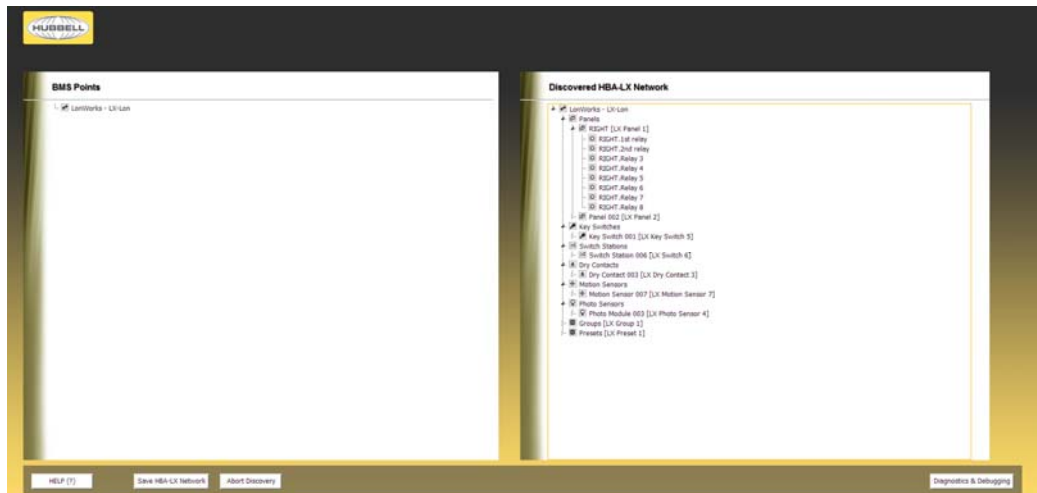 HUBBELL
BMS Points
LonWorks - LX-Lon
Discovered HBA-LX Network
LonWorks - LX-Lon
Panels
RIGHT [LX Panel 1]
RIGHT.1st relay
RIGHT.2nd relay
RIGHT.Relay 3
RIGHT.Relay 4
RIGHT.Relay 5
RIGHT.Relay 6
RIGHT.Relay 7
RIGHT.Relay 8
Panel 002 [LX Panel 2]
Key Switches
Key Switch 001 [LX Key Switch 5]
Switch Stations
Switch Station 006 [LX Switch 6]
Dry Contacts
Dry Contact 003 [LX Dry Contact 3]
Motion Sensors
Motion Sensor 007 [LX Motion Sensor 7]
Photo Sensors
Photo Module 003 [LX Photo Sensor 4]
Groups [LX Group 1]
Presets [LX Preset 1]
HELP (?)
Save HBA-LX Network
Abort Discovery
Diagnostics & Debugging